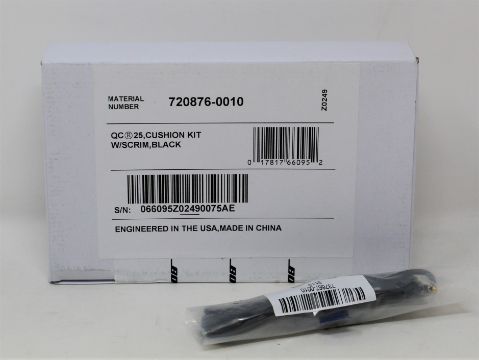 MATERIAL
NUMBER
720876-0010
Z0249
QC®25,CUSHION KIT
W/SCRIM,BLACK
0 17817 66095 2
S/N: 066095Z02490075AE
ENGINEERED IN THE USA,MADE IN CHINA